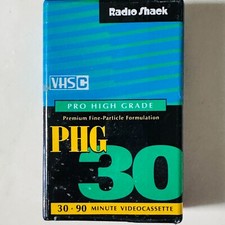 Radio Shack
VHS C
PRO HIGH GRADE
Premium Fine-Particle Formulation
PHG
30
30 - 90 MINUTE VIDEOCASSETTE